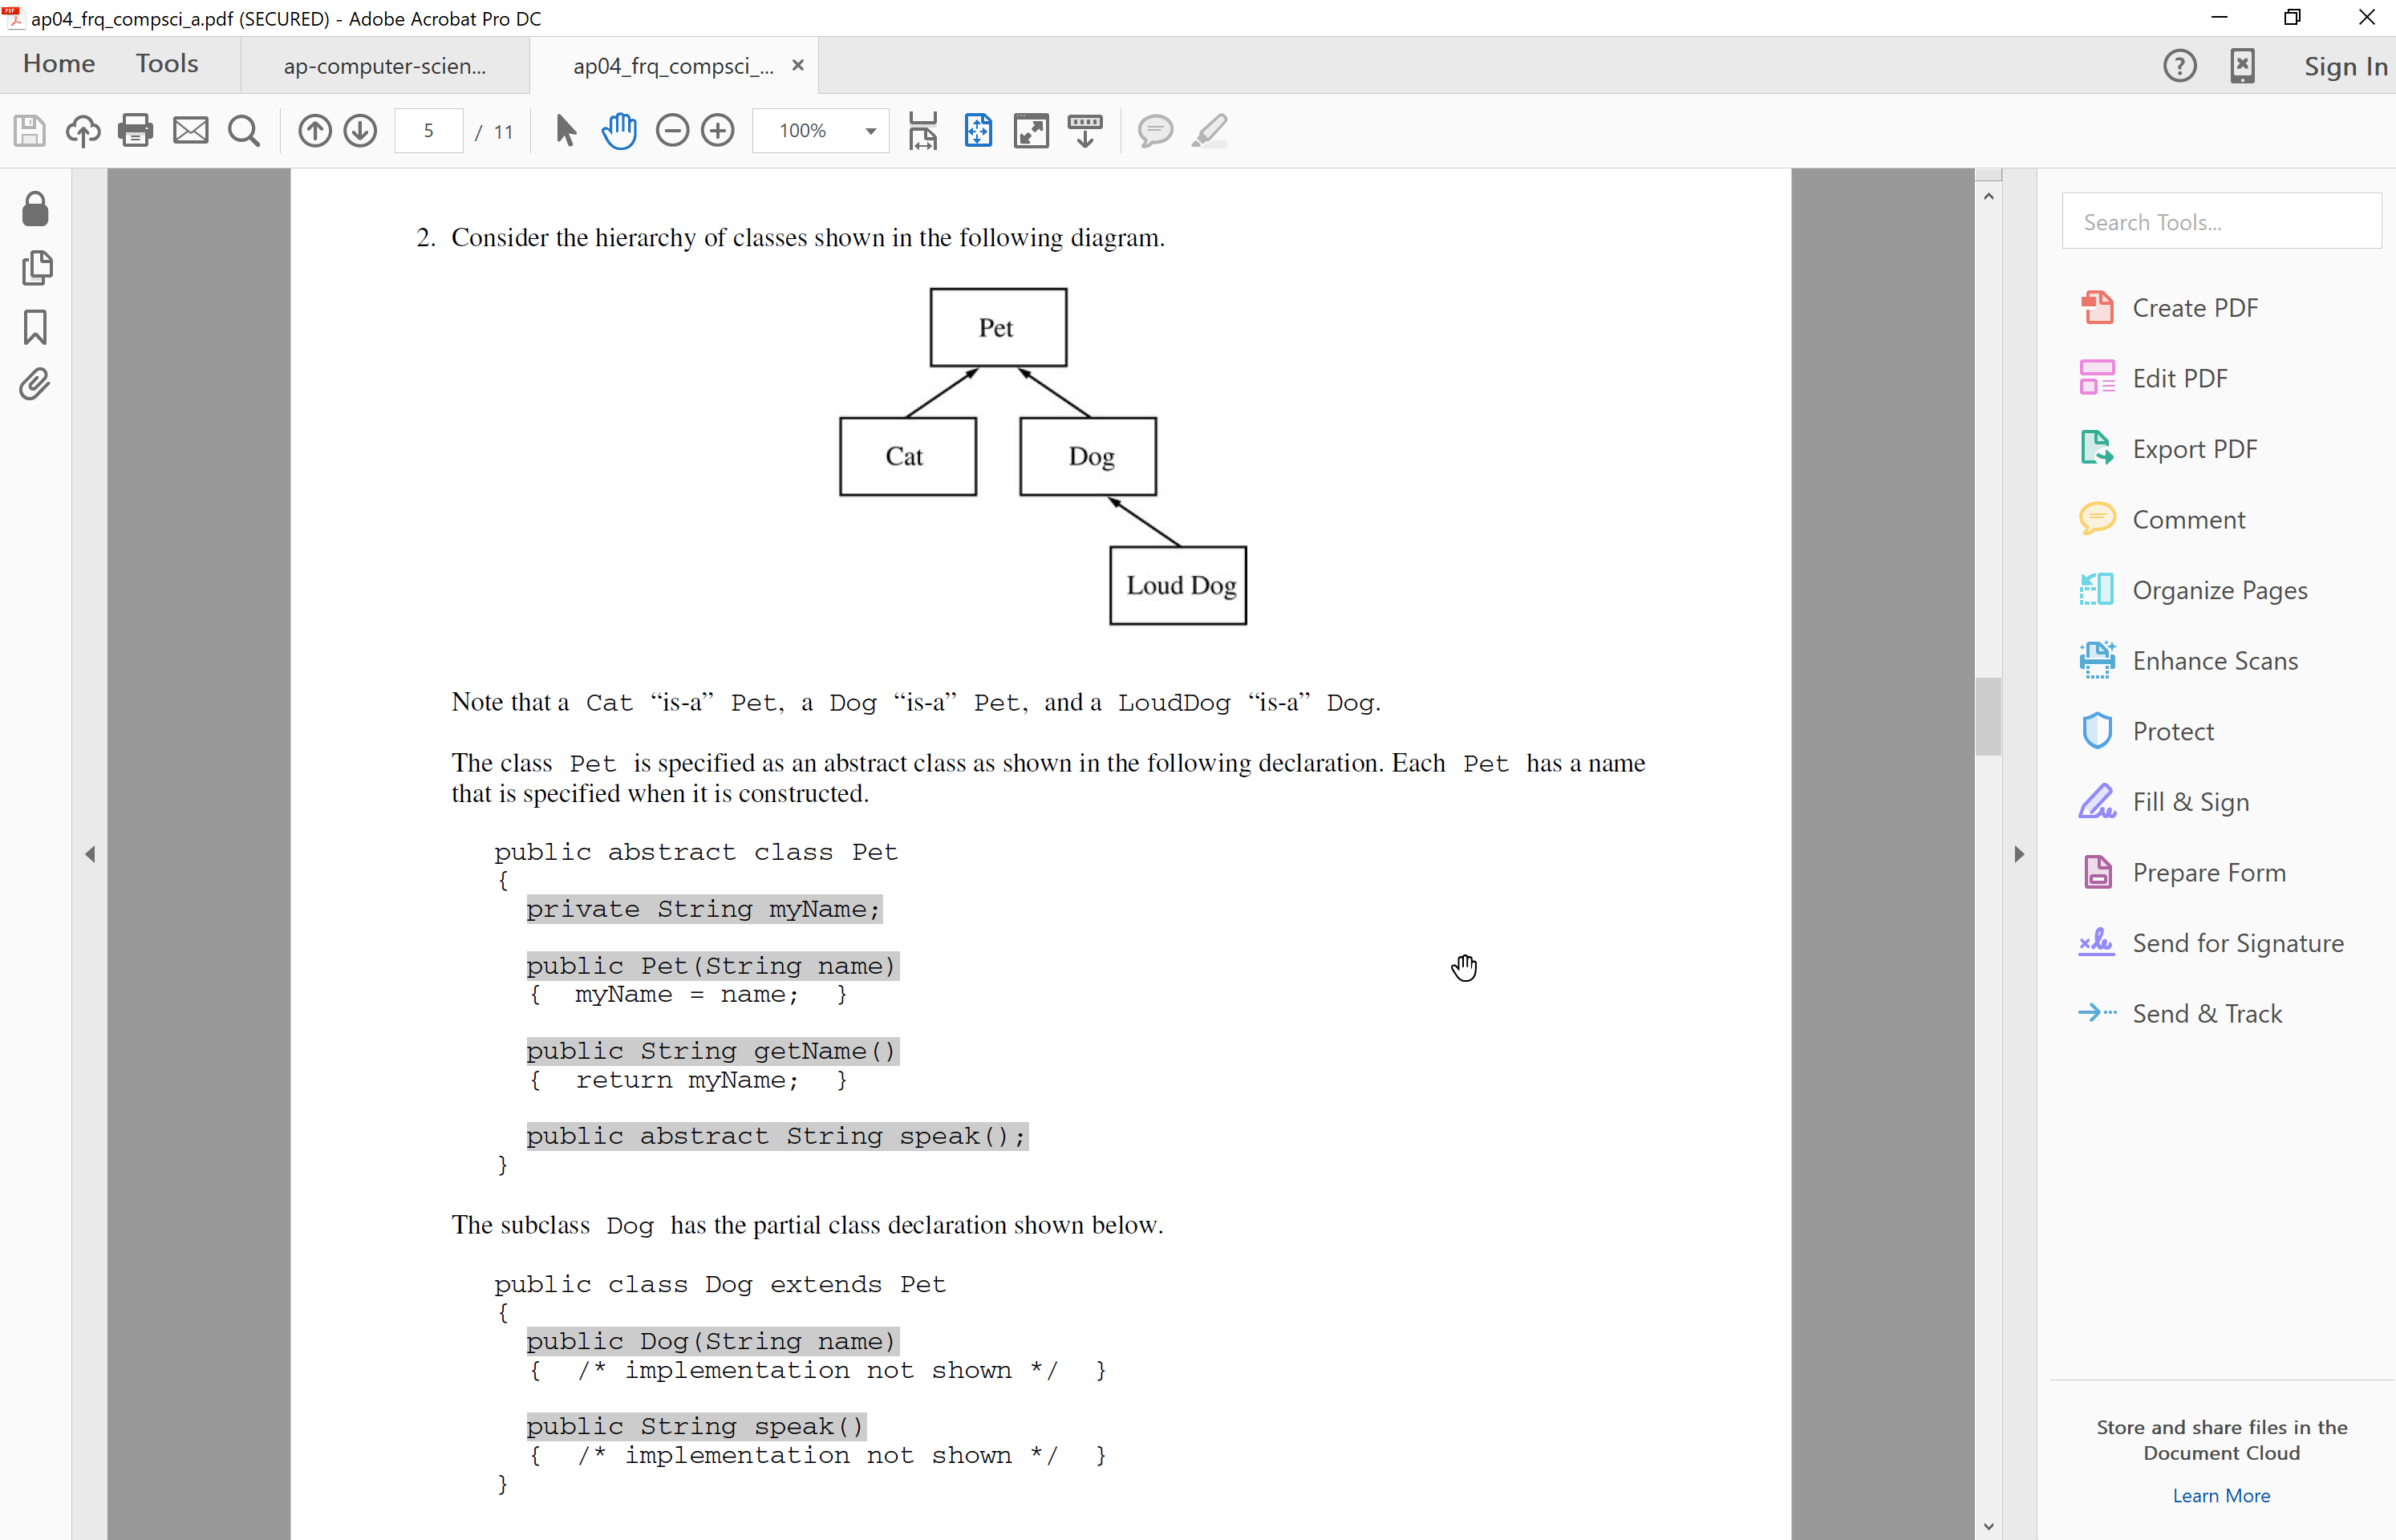 ap04_frq_compsci_a.pdf (SECURED) - Adobe Acrobat Pro DC
Home Tools ap-computer-scien... ap04_frq_compsci_... × Sign In
5 / 11 100%
2. Consider the hierarchy of classes shown in the following diagram.
Pet
Cat Dog
Loud Dog
Note that a Cat “is-a” Pet, a Dog “is-a” Pet, and a LoudDog “is-a” Dog.
The class Pet is specified as an abstract class as shown in the following declaration. Each Pet has a name
that is specified when it is constructed.
public abstract class Pet
{
private String myName;
public Pet(String name)
{ myName = name; }
public String getName()
{ return myName; }
public abstract String speak();
}
The subclass Dog has the partial class declaration shown below.
public class Dog extends Pet
{
public Dog(String name)
{ /* implementation not shown */ }
public String speak()
{ /* implementation not shown */ }
}
Search Tools...
Create PDF
Edit PDF
Export PDF
Comment
Organize Pages
Enhance Scans
Protect
Fill & Sign
Prepare Form
Send for Signature
Send & Track
Store and share files in the
Document Cloud
Learn More